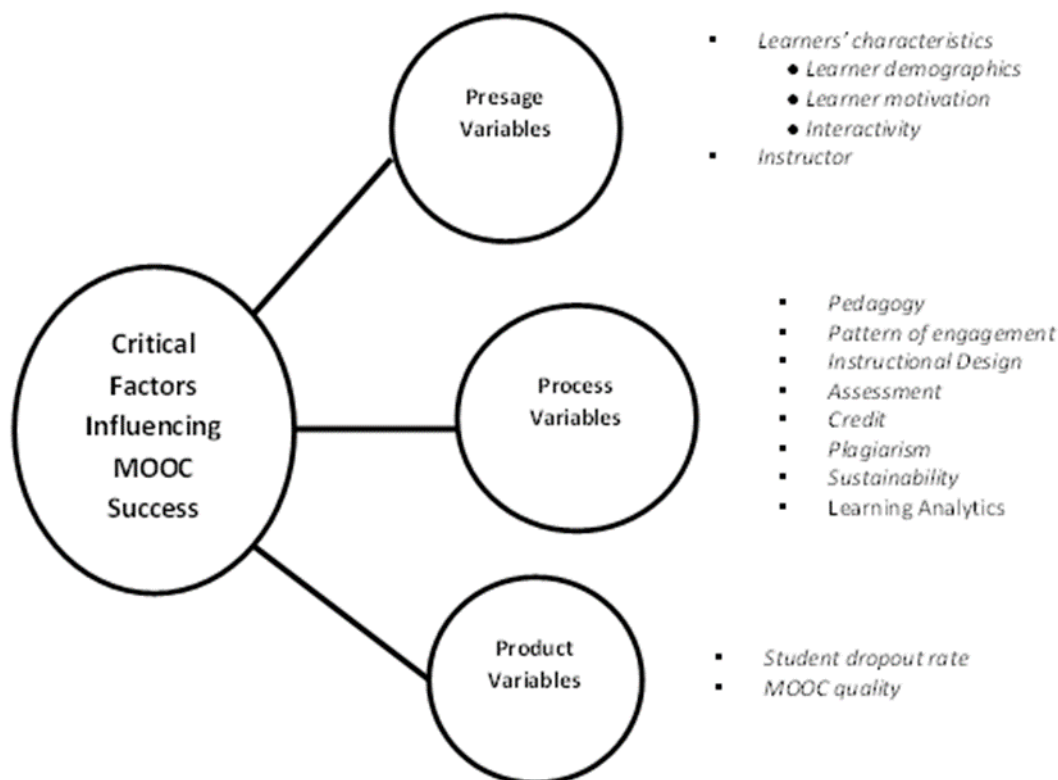 Critical
Factors
Influencing
MOOC
Success
Presage
Variables
▪ Learners' characteristics
● Learner demographics
● Learner motivation
● Interactivity
▪ Instructor
Process
Variables
▪ Pedagogy
▪ Pattern of engagement
▪ Instructional Design
▪ Assessment
▪ Credit
▪ Plagiarism
▪ Sustainability
▪ Learning Analytics
Product
Variables
▪ Student dropout rate
▪ MOOC quality